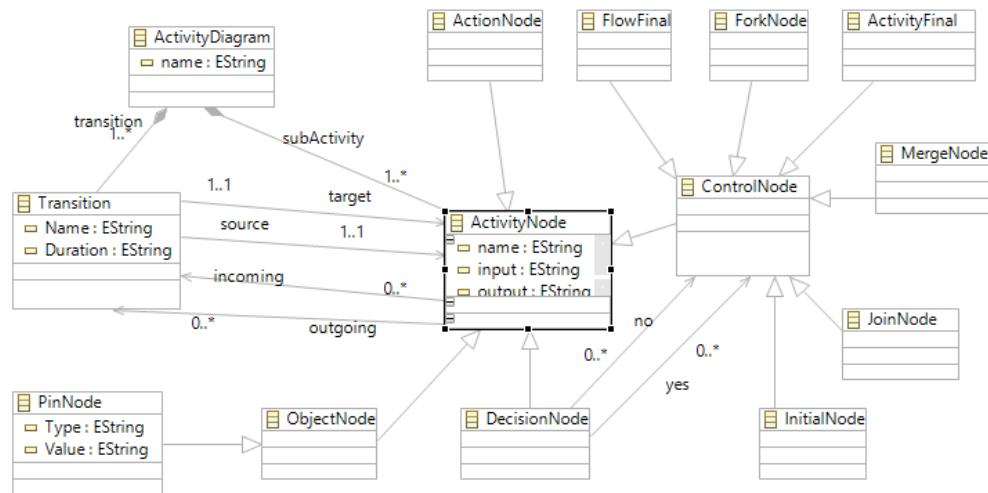 ActionNode
FlowFinal
ForkNode
ActivityFinal
ActivityDiagram
name : EString
transition
1..*
subActivity
1..*
MergeNode
ControlNode
Transition
Name : EString
Duration : EString
1..1
target
source
1..1
incoming
0..*
0..*
outgoing
ActivityNode
name : EString
input : EString
output : EString
no
0..*
0..*
yes
JoinNode
PinNode
Type : EString
Value : EString
ObjectNode
DecisionNode
InitialNode